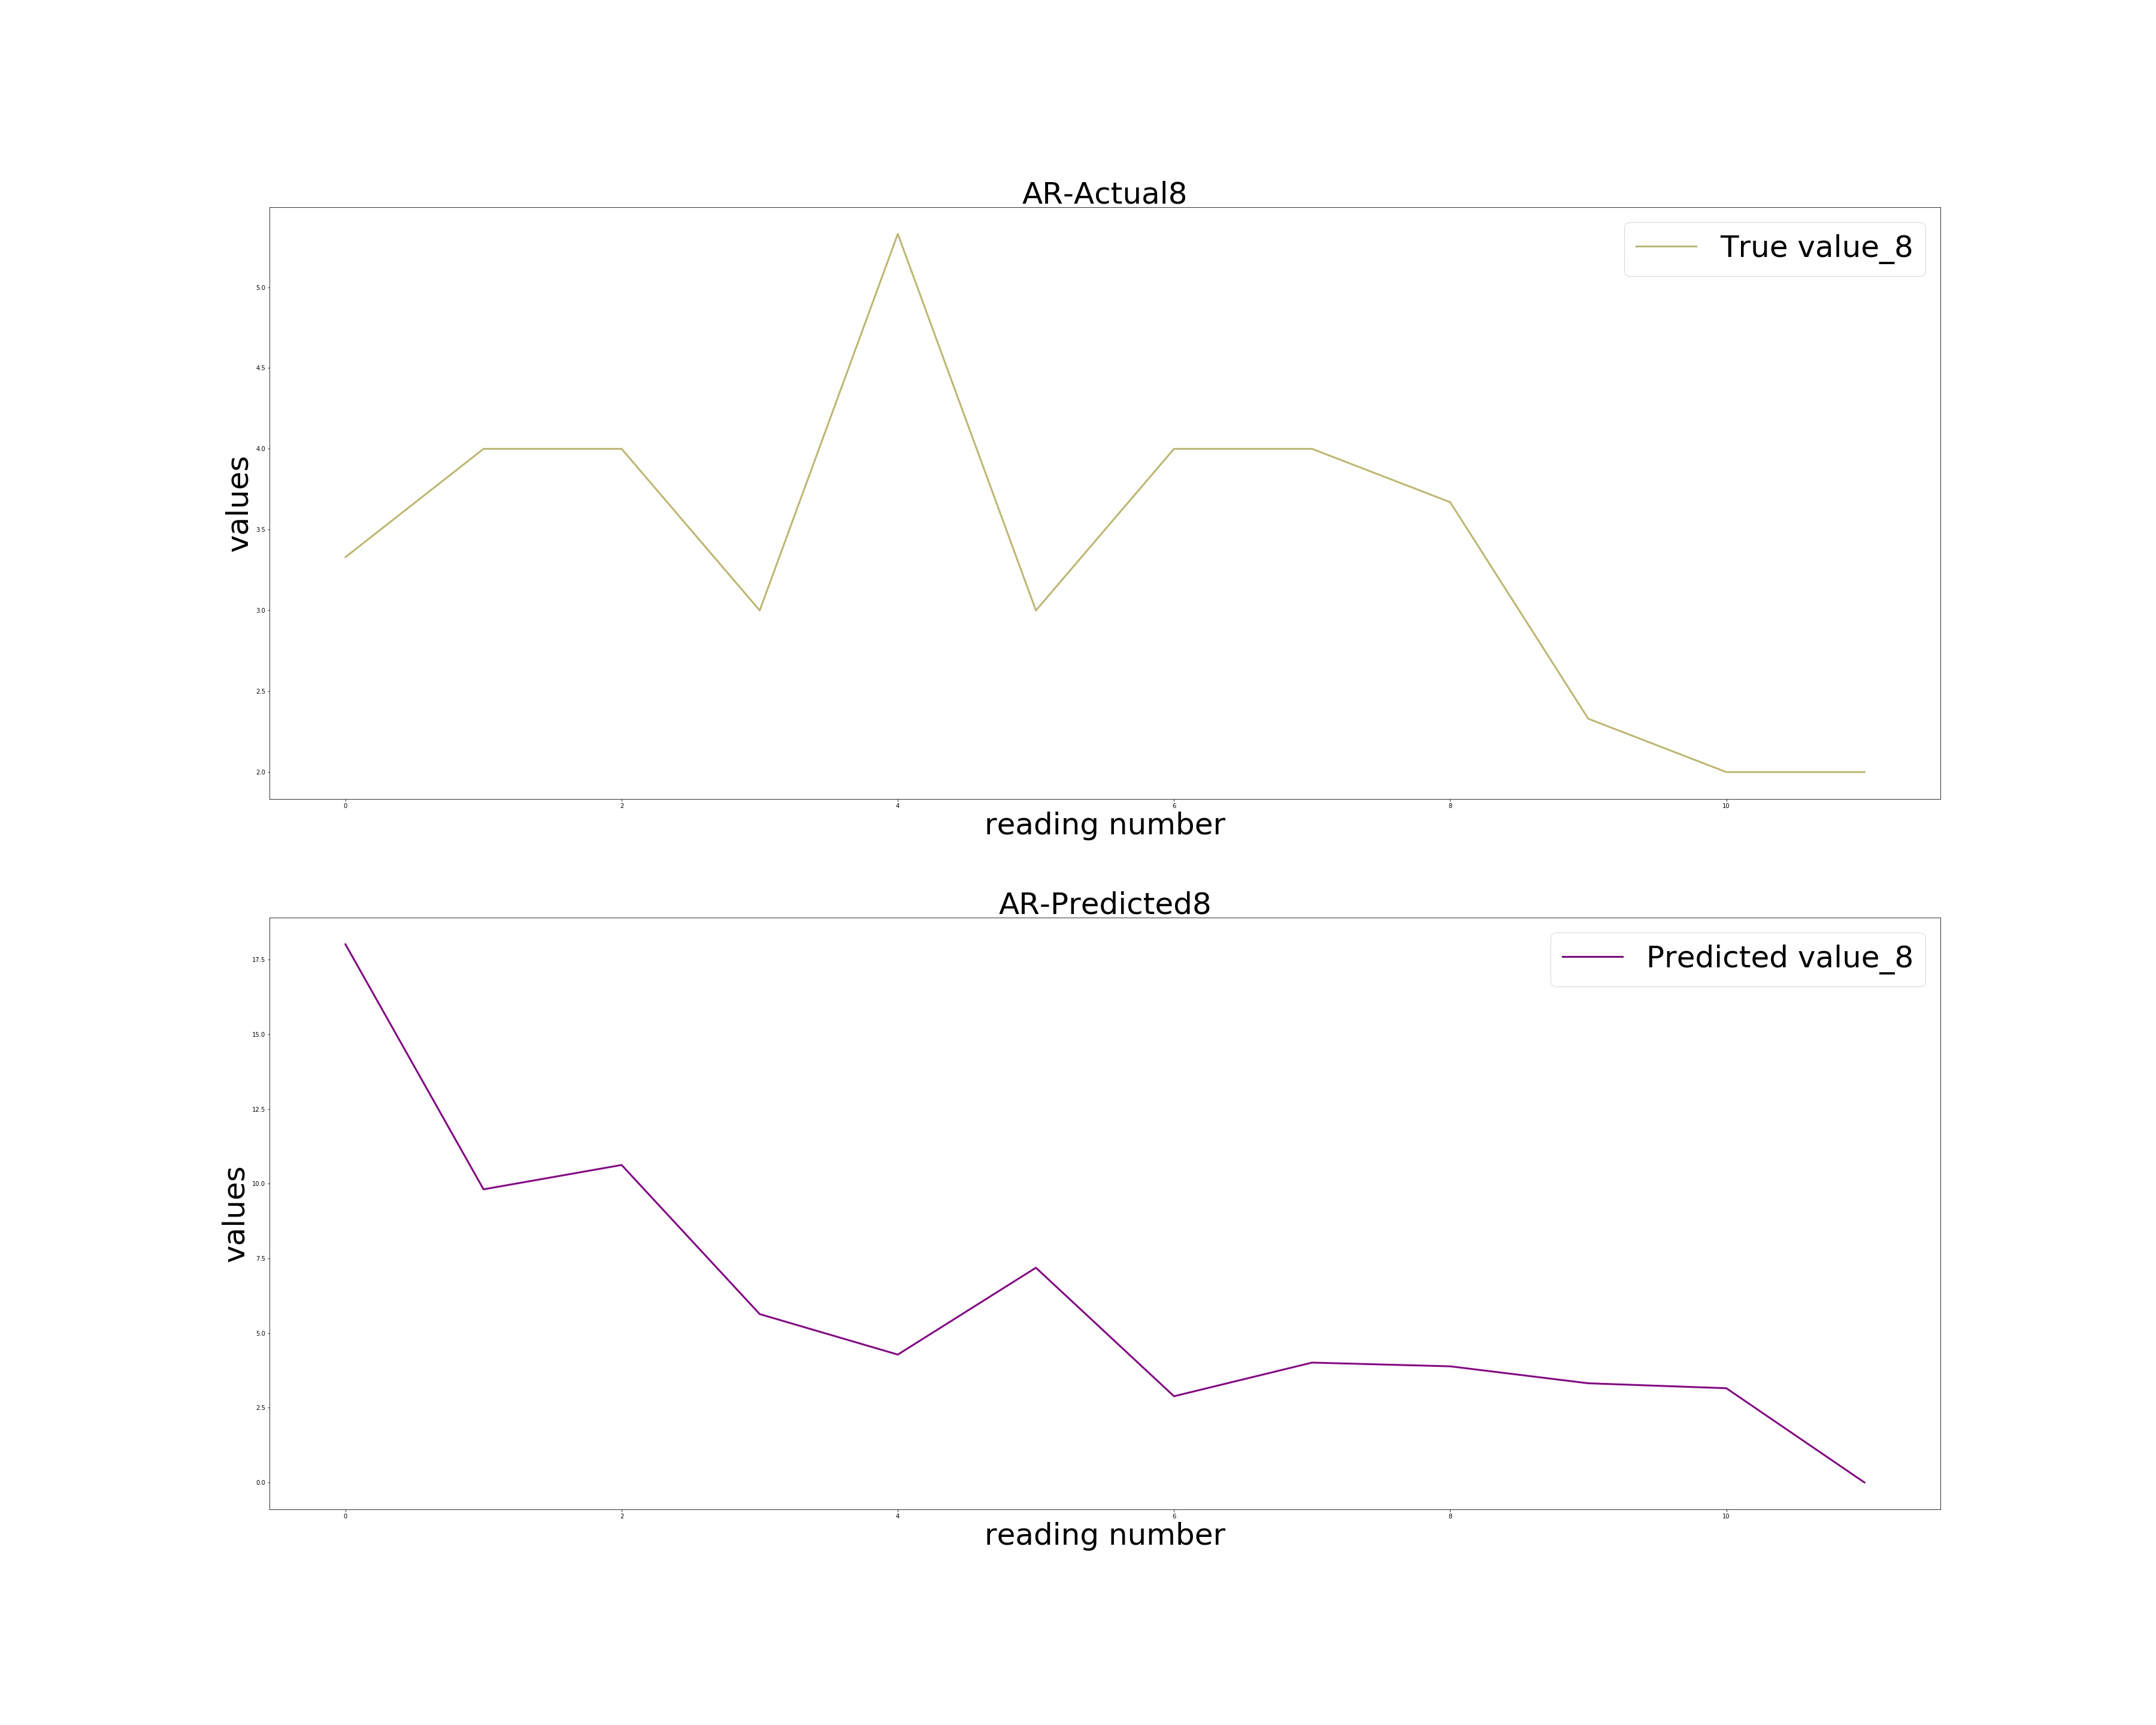 AR-Actual8
True value_8
5.0
4.5
4.0
3.5
3.0
2.5
2.0
values
0 2 4 6 8 10
reading number
AR-Predicted8
Predicted value_8
17.5
15.0
12.5
10.0
7.5
5.0
2.5
0.0
values
0 2 4 6 8 10
reading number